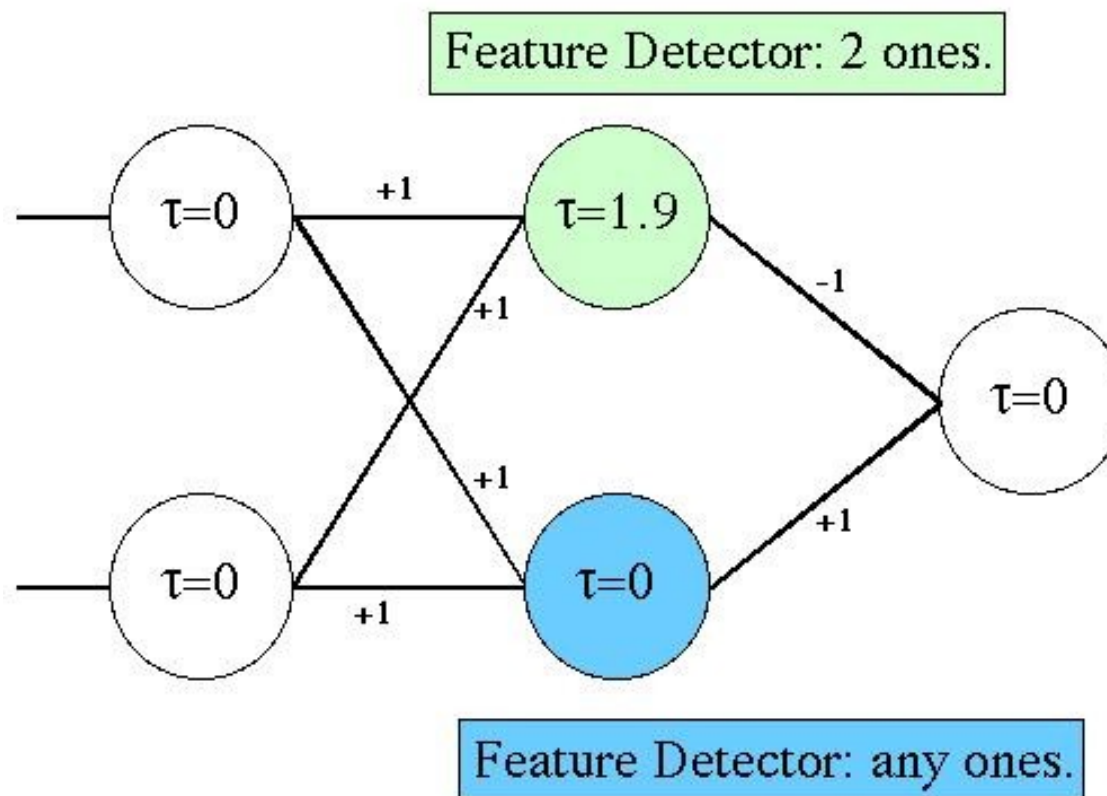 Feature Detector: 2 ones.
τ=0
+1
τ=1.9
+1
-1
τ=0
+1
τ=0
+1
τ=0
+1
Feature Detector: any ones.